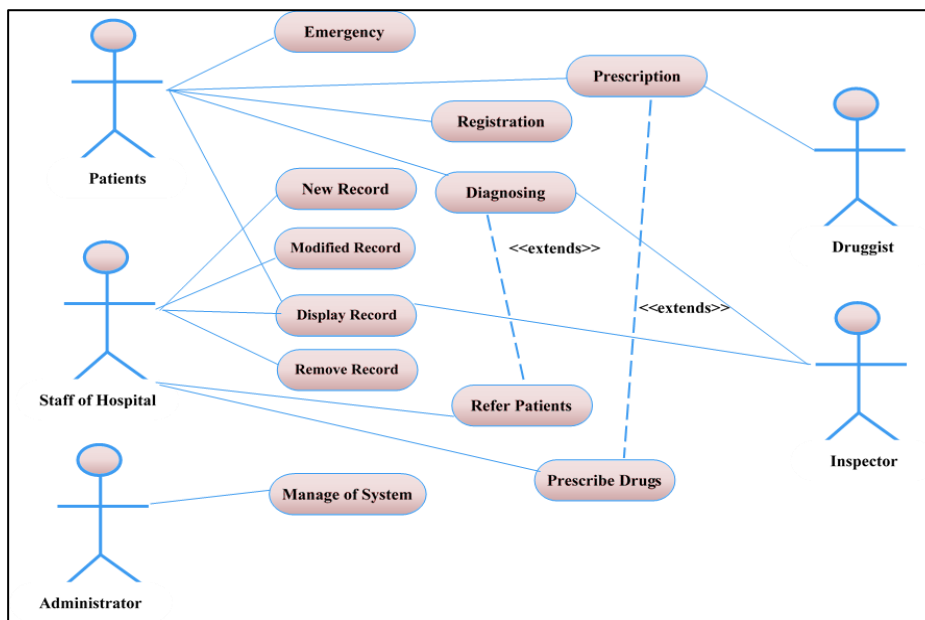 Emergency
Prescription
Registration
Patients
New Record
Diagnosing
Modified Record
<<extends>>
Druggist
Display Record
<<extends>>
Remove Record
Staff of Hospital
Refer Patients
Inspector
Manage of System
Prescribe Drugs
Administrator